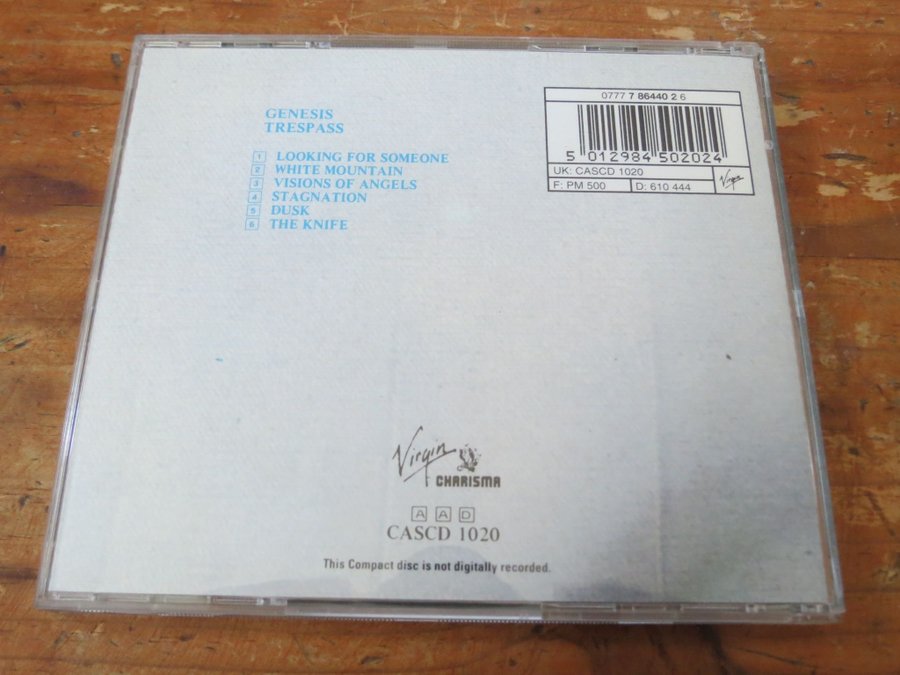 GENESIS
TRESPASS
1 LOOKING FOR SOMEONE
2 WHITE MOUNTAIN
3 VISIONS OF ANGELS
4 STAGNATION
5 DUSK
6 THE KNIFE
0777 7 86440 2 6
5 012984 502024
UK: CASCD 1020
F: PM 500 D: 610 444 Virgin
Virgin
CHARISMA
A A D
CASCD 1020
This Compact disc is not digitally recorded.